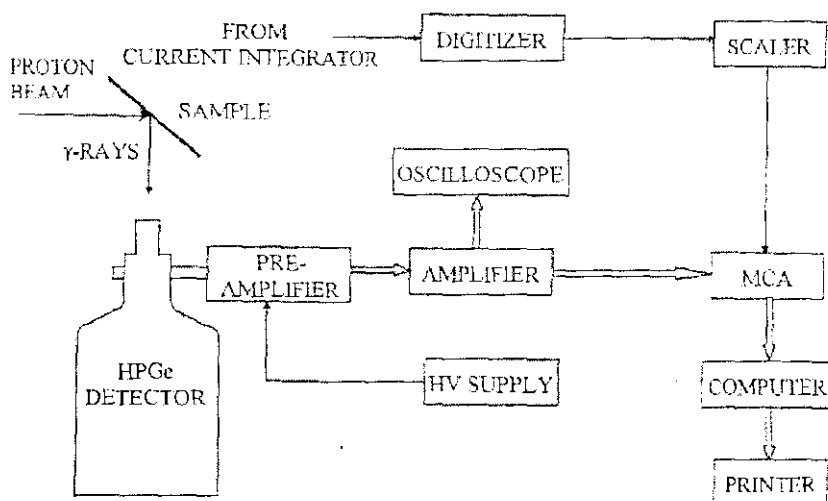 FROM
CURRENT INTEGRATOR
DIGITIZER
SCALER
PROTON
BEAM
SAMPLE
γ-RAYS
OSCILLOSCOPE
PRE-
AMPLIFIER
AMPLIFIER
MCA
HPGe
DETECTOR
HV SUPPLY
COMPUTER
PRINTER